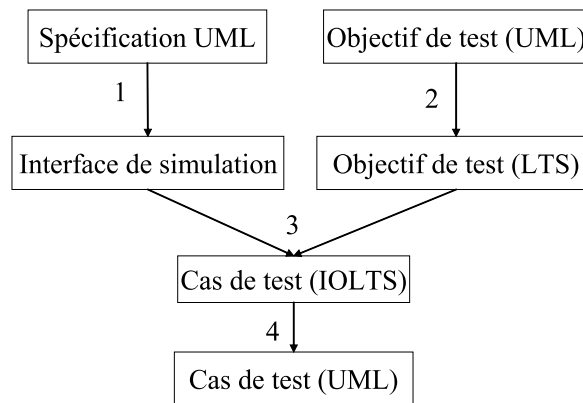 Spécification UML
Objectif de test (UML)
1
2
Interface de simulation
Objectif de test (LTS)
3
Cas de test (IOLTS)
4
Cas de test (UML)